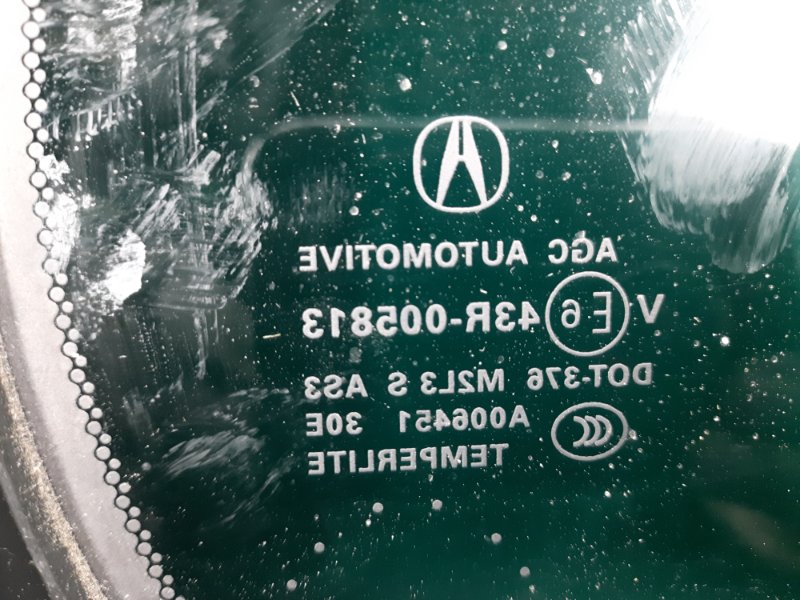 AGC AUTOMOTIVE
V E6 43R-005813
DOT-376 M2L3 S AS3
A006451 30E
TEMPERLITE